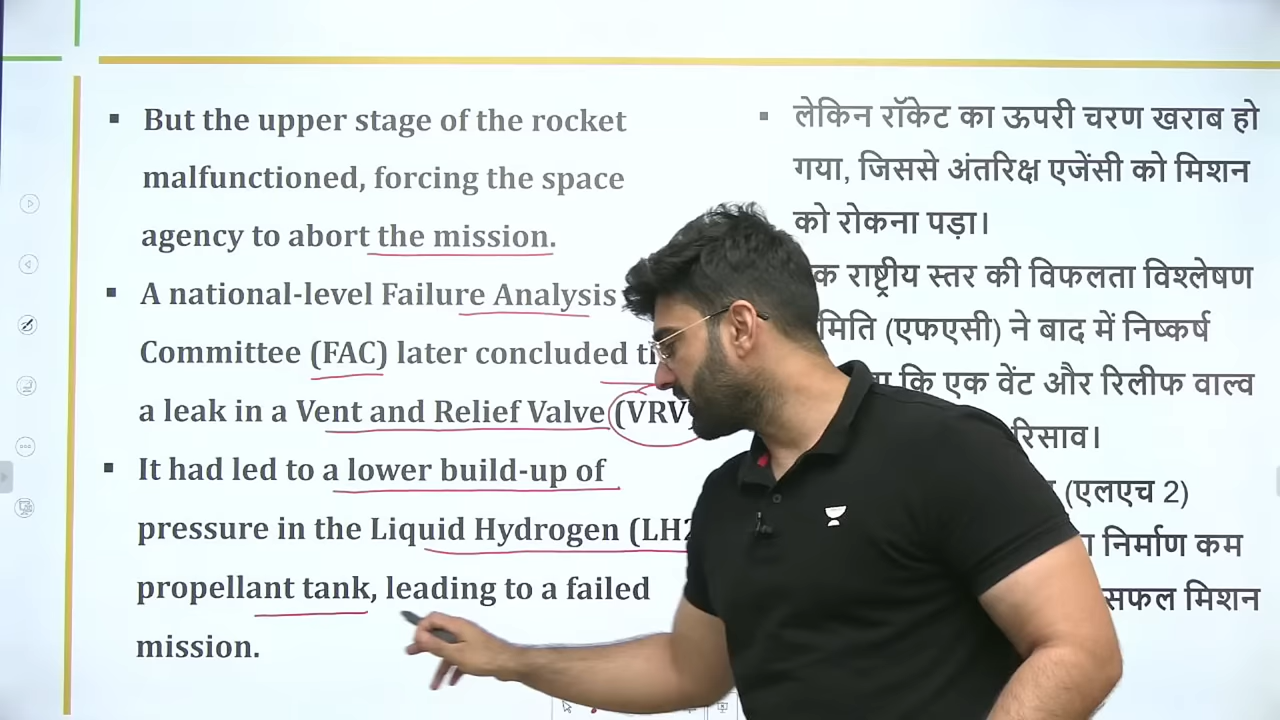 But the upper stage of the rocket
malfunctioned, forcing the space
agency to abort the mission.
A national-level Failure Analysis
Committee (FAC) later concluded
a leak in a Vent and Relief Valve (VRV
It had led to a lower build-up of
pressure in the Liquid Hydrogen (LH2
propellant tank, leading to a failed
mission.
लेकिन रॉकेट का ऊपरी चरण खराब हो
गया, जिससे अंतरिक्ष एजेंसी को मिशन
को रोकना पड़ा।
राष्ट्रीय स्तर की विफलता विश्लेषण
(एफएसी) ने बाद में निष्कर्ष
कि एक वेंट और रिलीफ वाल्व
रिसाव।
(एलएच 2)
निर्माण कम
मिशन